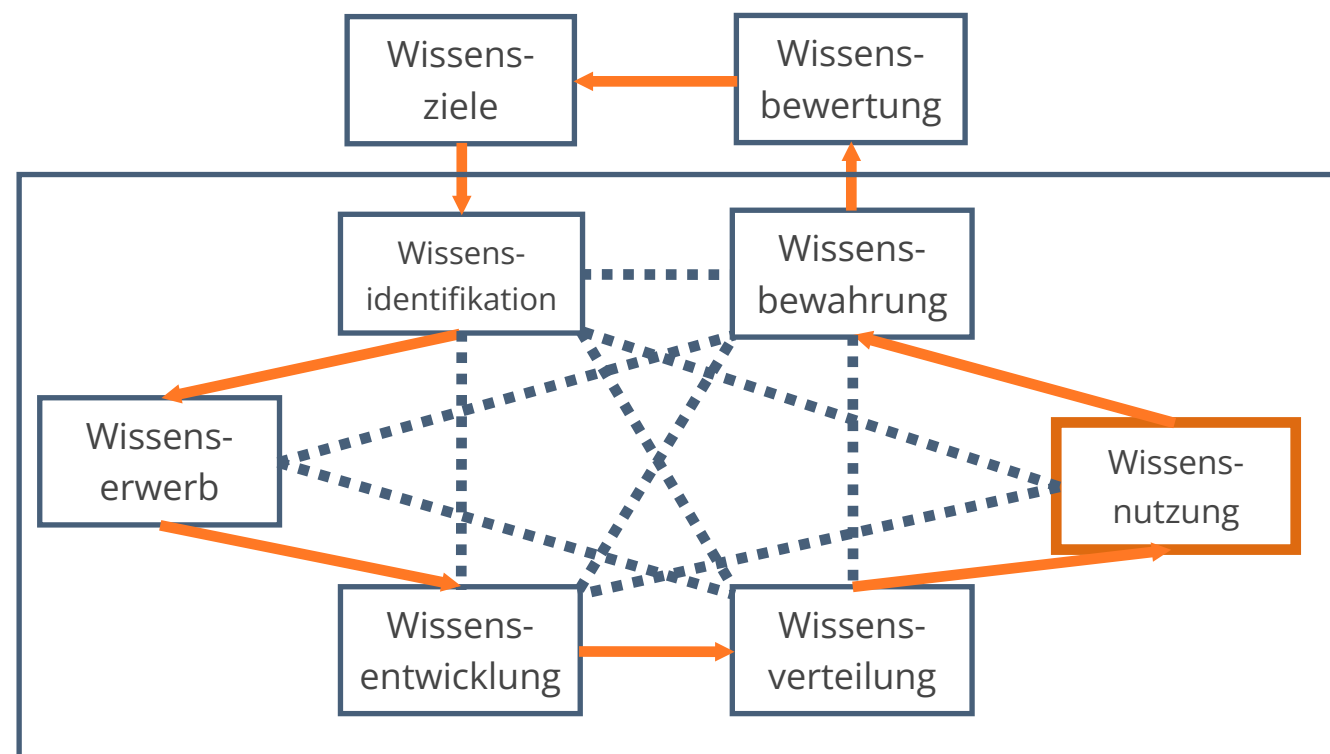 Wissens-
ziele
Wissens-
bewertung
Wissens-
identifikation
Wissens-
bewahrung
Wissens-
erwerb
Wissens-
nutzung
Wissens-
entwicklung
Wissens-
verteilung